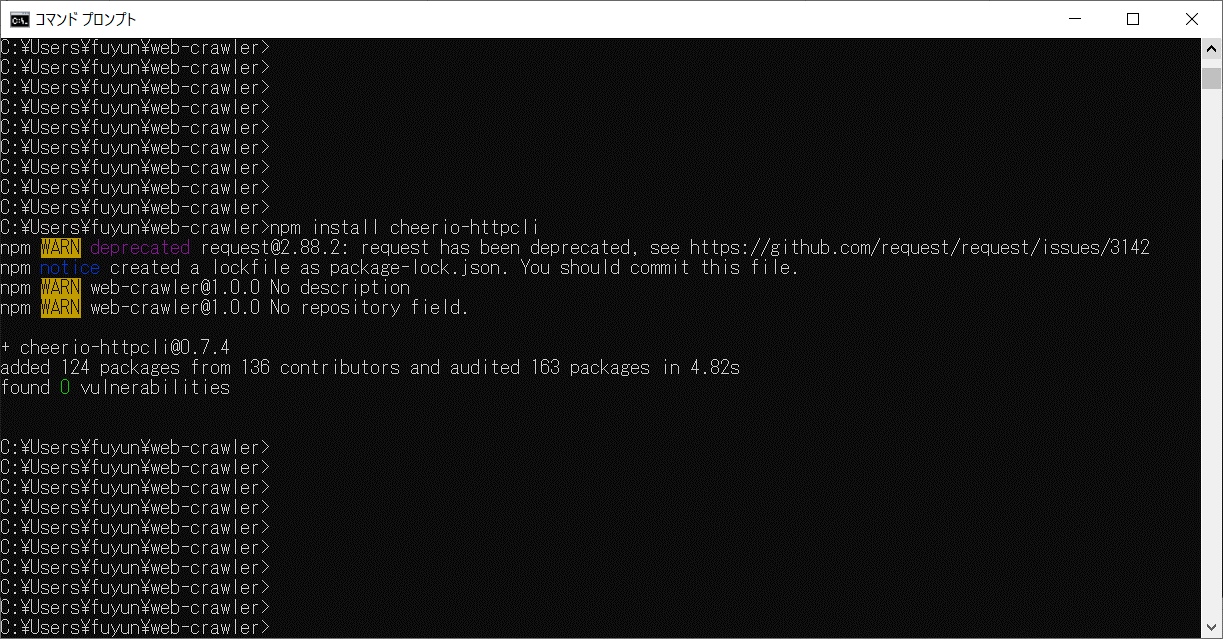 コマンド プロンプト
C:¥Users¥fuyun¥web-crawler>
C:¥Users¥fuyun¥web-crawler>
C:¥Users¥fuyun¥web-crawler>
C:¥Users¥fuyun¥web-crawler>
C:¥Users¥fuyun¥web-crawler>
C:¥Users¥fuyun¥web-crawler>
C:¥Users¥fuyun¥web-crawler>
C:¥Users¥fuyun¥web-crawler>
C:¥Users¥fuyun¥web-crawler>
C:¥Users¥fuyun¥web-crawler>npm install cheerio-httpcli
npm WARN deprecated request@2.88.2: request has been deprecated, see https://github.com/request/request/issues/3142
npm notice created a lockfile as package-lock.json. You should commit this file.
npm WARN web-crawler@1.0.0 No description
npm WARN web-crawler@1.0.0 No repository field.
+ cheerio-httpcli@0.7.4
added 124 packages from 136 contributors and audited 163 packages in 4.82s
found 0 vulnerabilities
C:¥Users¥fuyun¥web-crawler>
C:¥Users¥fuyun¥web-crawler>
C:¥Users¥fuyun¥web-crawler>
C:¥Users¥fuyun¥web-crawler>
C:¥Users¥fuyun¥web-crawler>
C:¥Users¥fuyun¥web-crawler>
C:¥Users¥fuyun¥web-crawler>
C:¥Users¥fuyun¥web-crawler>
C:¥Users¥fuyun¥web-crawler>
C:¥Users¥fuyun¥web-crawler>